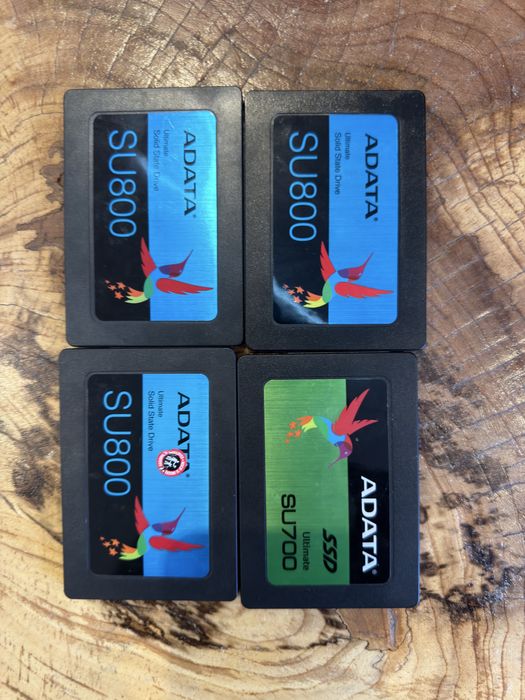 ADATA®
Ultimate
Solid State Drive
SU800
ADATA®
Ultimate
Solid State Drive
SU800
ADATA
Ultimate
Solid State Drive
SU800
ADATA®
SSD
Ultimate
SU700